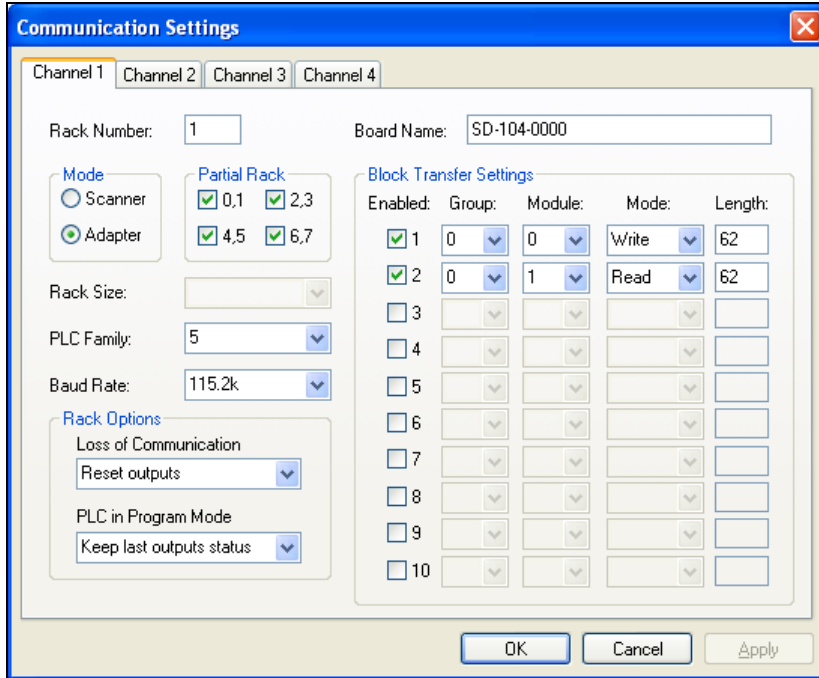 Communication Settings
Channel 1 Channel 2 Channel 3 Channel 4
Rack Number: 1 Board Name: SD-104-0000
Mode Partial Rack Block Transfer Settings
Scanner 0,1 2,3 Enabled: Group: Module: Mode: Length:
Adapter 4,5 6,7 1 0 0 Write 62
2 0 1 Read 62
Rack Size: 3
PLC Family: 5 4
Baud Rate: 115.2k 5
Rack Options 6
Loss of Communication
Reset outputs 7
8
PLC in Program Mode
Keep last outputs status 9
10
OK Cancel Apply